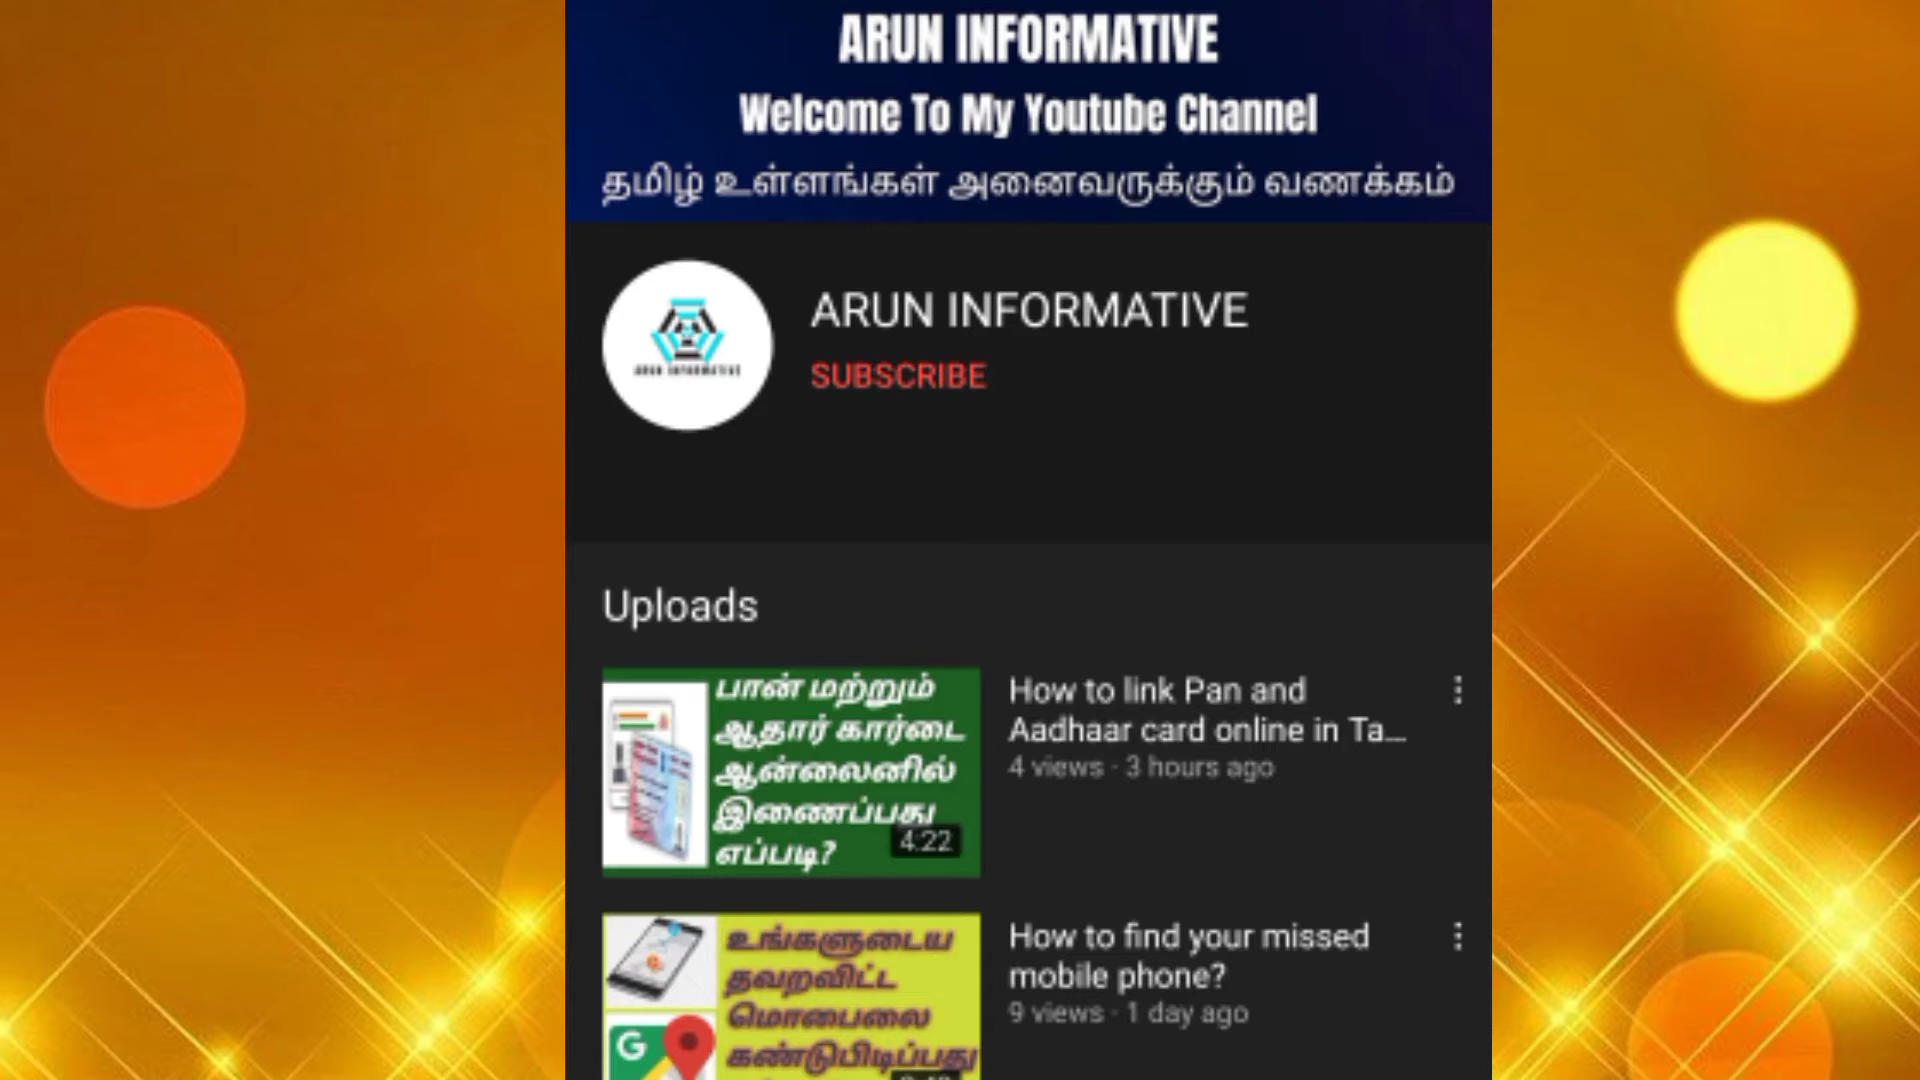 ARUN INFORMATIVE
Welcome To My Youtube Channel
தமிழ் உள்ளங்கள் அனைவருக்கும் வணக்கம்
ARUN INFORMATIVE
ARUN INFORMATIVE
SUBSCRIBE
Uploads
பான் மற்றும்
ஆதார் கார்டை
ஆன்லைனில்
இணைப்பது
எப்படி?
4:22
How to link Pan and
Aadhaar card online in Ta...
4 views · 3 hours ago
உங்களுடைய
தவறவிட்ட
மொபைலை
கண்டுபிடிப்பது
G
How to find your missed
mobile phone?
9 views · 1 day ago